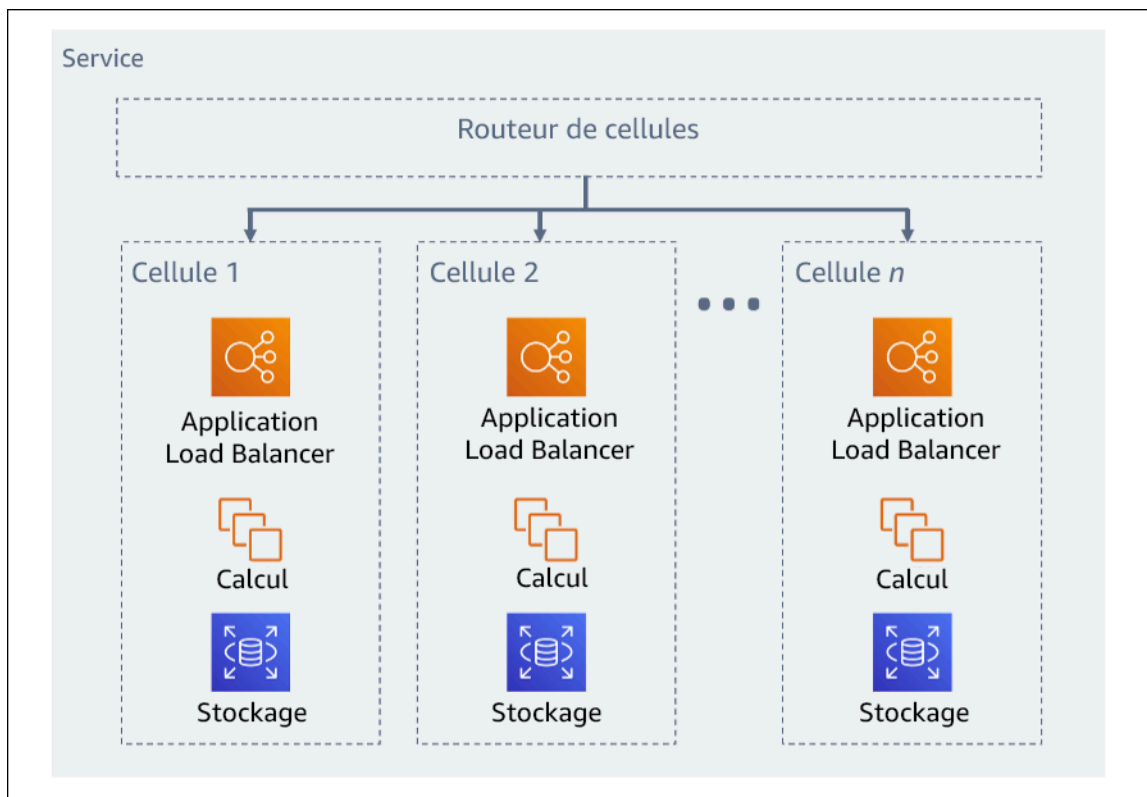 Service
Routeur de cellules
Cellule 1
Application
Load Balancer
Calcul
Stockage
Cellule 2
Application
Load Balancer
Calcul
Stockage
Cellule n
Application
Load Balancer
Calcul
Stockage